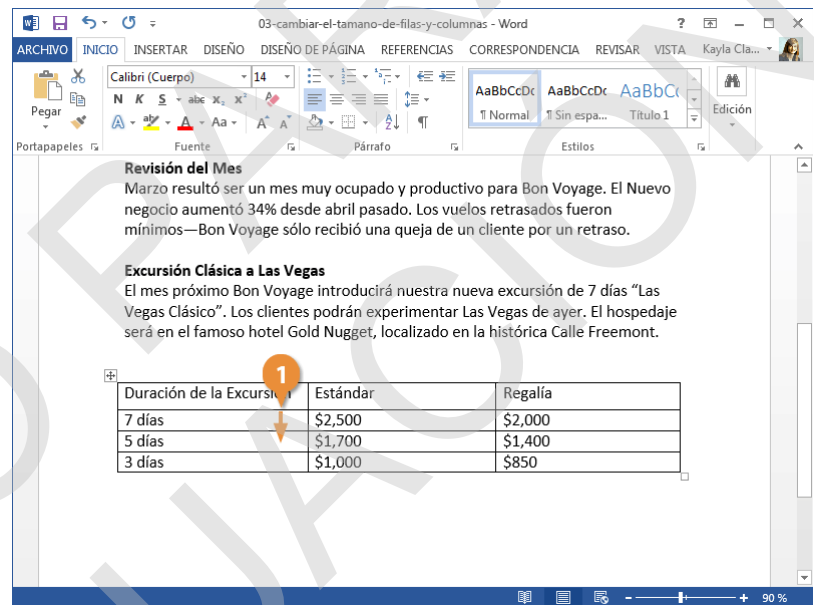 03-cambiar-el-tamano-de-filas-y-columnas - Word
ARCHIVO INICIO INSERTAR DISEÑO DISEÑO DE PÁGINA REFERENCIAS CORRESPONDENCIA REVISAR VISTA Kayla Cla...
Calibri (Cuerpo) 14
Pegar
N K S abc x₂ x²
A aby A Aa A A
AaBbCcDc AaBbCcDc AaBbC
¶ Normal ¶ Sin espa... Título 1
Edición
Portapapeles Fuente Párrafo Estilos
Revisión del Mes
Marzo resultó ser un mes muy ocupado y productivo para Bon Voyage. El Nuevo
negocio aumentó 34% desde abril pasado. Los vuelos retrasados fueron
mínimos—Bon Voyage sólo recibió una queja de un cliente por un retraso.
Excursión Clásica a Las Vegas
El mes próximo Bon Voyage introducirá nuestra nueva excursión de 7 días “Las
Vegas Clásico”. Los clientes podrán experimentar Las Vegas de ayer. El hospedaje
será en el famoso hotel Gold Nugget, localizado en la histórica Calle Freemont.
1
Duración de la Excursión Estándar Regalía
7 días $2,500 $2,000
5 días $1,700 $1,400
3 días $1,000 $850
90 %